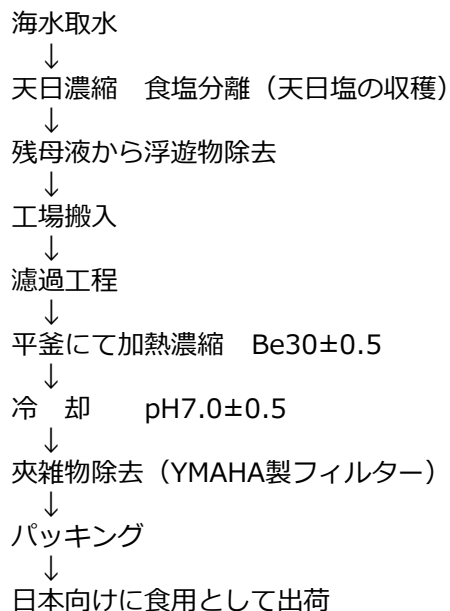 海水取水
↓
天日濃縮　食塩分離（天日塩の収穫）
↓
残母液から浮遊物除去
↓
工場搬入
↓
濾過工程
↓
平釜にて加熱濃縮　Be30±0.5
↓
冷　却　　pH7.0±0.5
↓
夾雑物除去（YMAHA製フィルター）
↓
パッキング
↓
日本向けに食用として出荷